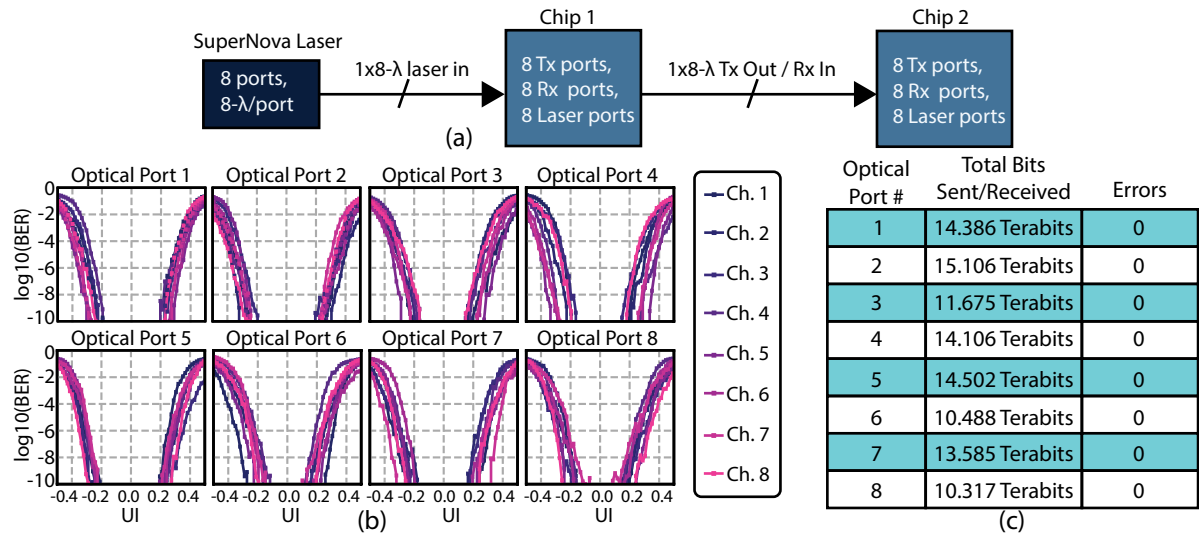 SuperNova Laser
8 ports,
8-λ/port
1x8-λ laser in
Chip 1
8 Tx ports,
8 Rx ports,
8 Laser ports
1x8-λ Tx Out / Rx In
Chip 2
8 Tx ports,
8 Rx ports,
8 Laser ports
(a)
Optical Port 1 Optical Port 2 Optical Port 3 Optical Port 4
log10(BER)
0
-2
-4
-6
-8
-10
Optical Port 5 Optical Port 6 Optical Port 7 Optical Port 8
log10(BER)
0
-2
-4
-6
-8
-10
-0.4 -0.2 0.0 0.2 0.4 -0.4 -0.2 0.0 0.2 0.4 -0.4 -0.2 0.0 0.2 0.4 -0.4 -0.2 0.0 0.2 0.4
UI UI UI UI
(b)
Ch. 1
Ch. 2
Ch. 3
Ch. 4
Ch. 5
Ch. 6
Ch. 7
Ch. 8
Optical Port # Total Bits Sent/Received Errors
1 14.386 Terabits 0
2 15.106 Terabits 0
3 11.675 Terabits 0
4 14.106 Terabits 0
5 14.502 Terabits 0
6 10.488 Terabits 0
7 13.585 Terabits 0
8 10.317 Terabits 0
(c)